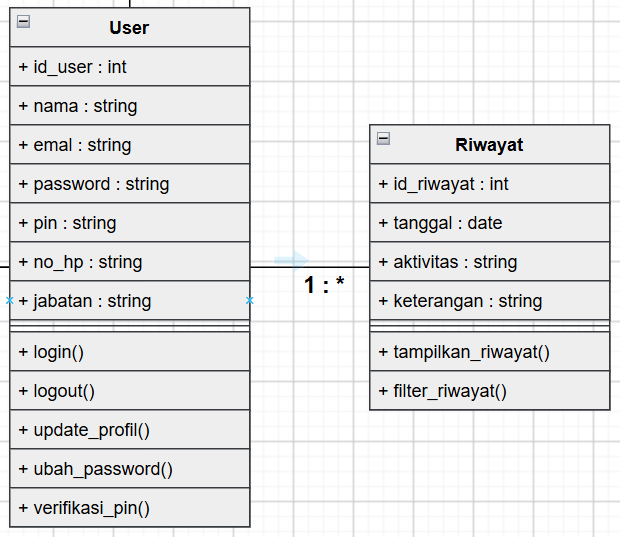 User
+ id_user : int
+ nama : string
+ emal : string
+ password : string
+ pin : string
+ no_hp : string
+ jabatan : string
+ login()
+ logout()
+ update_profil()
+ ubah_password()
+ verifikasi_pin()
1 : *
Riwayat
+ id_riwayat : int
+ tanggal : date
+ aktivitas : string
+ keterangan : string
+ tampilkan_riwayat()
+ filter_riwayat()